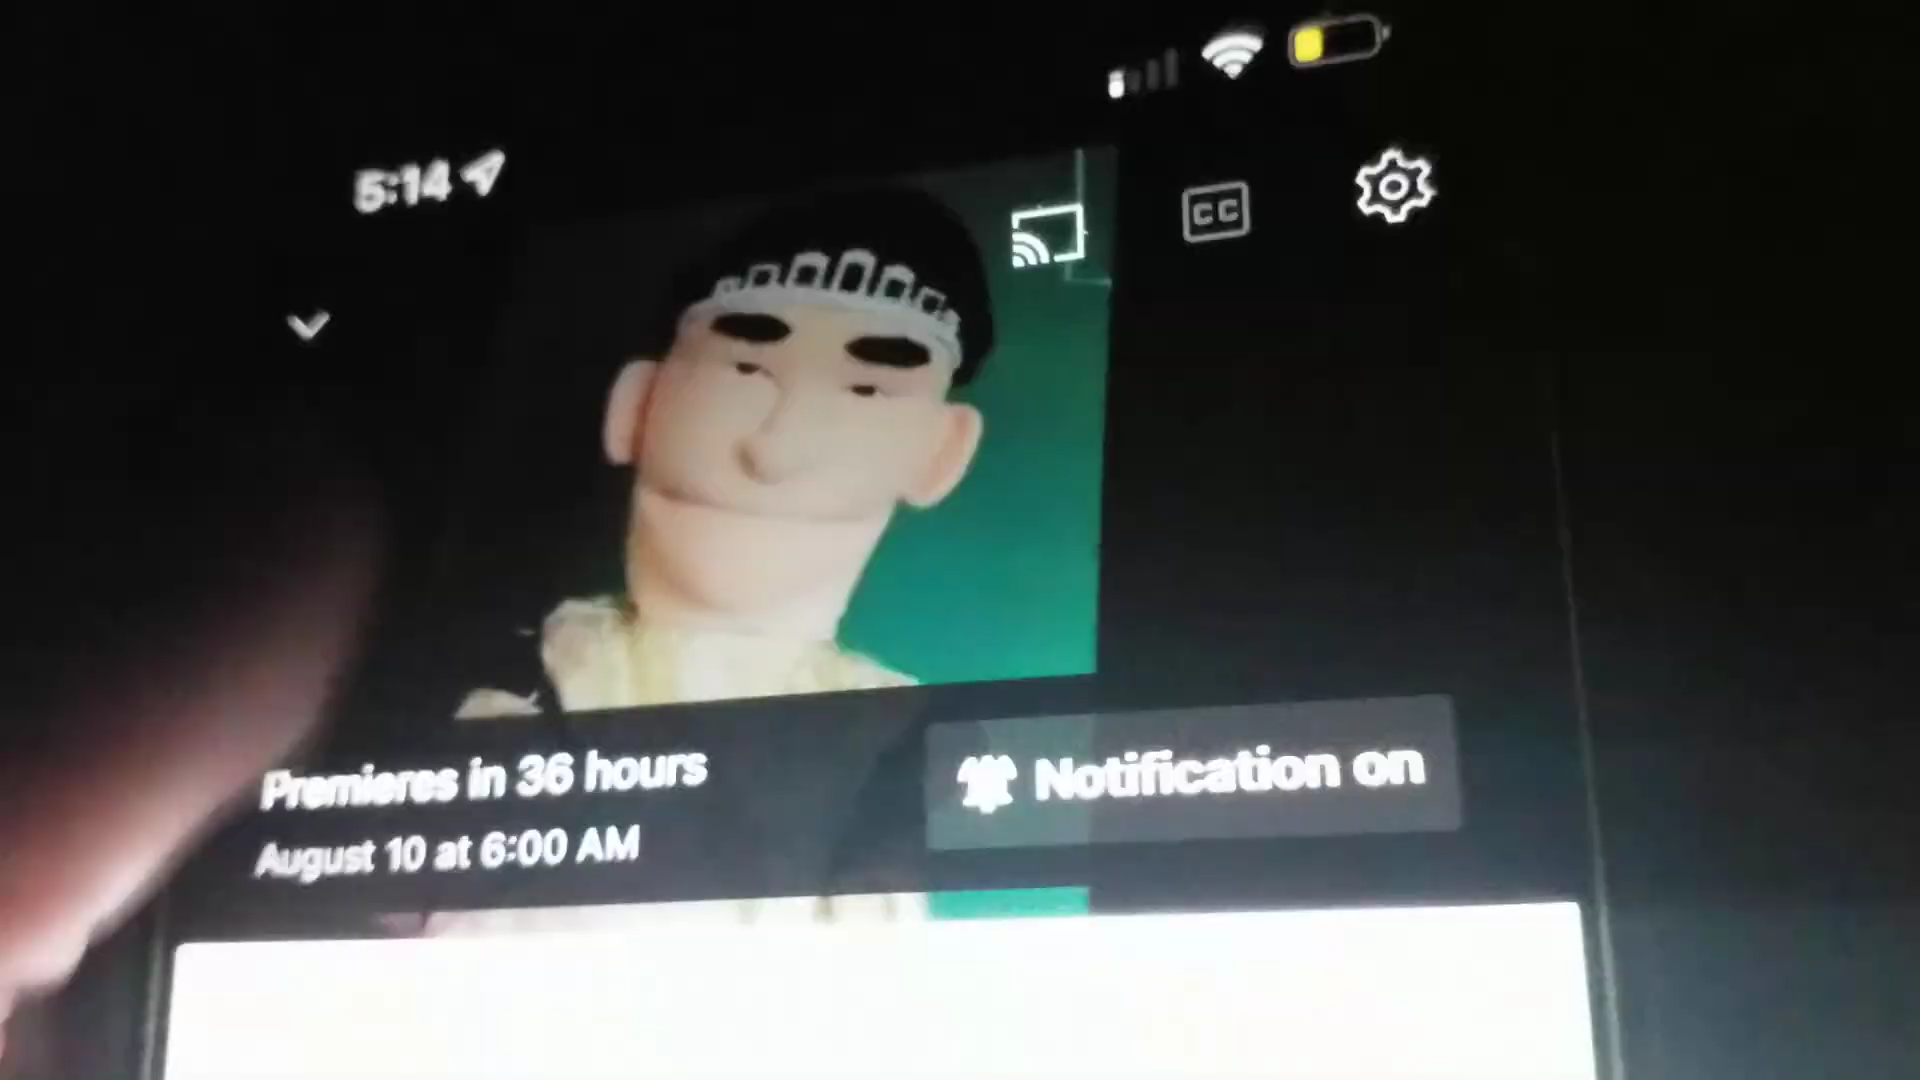 5:14
CC
Premieres in 36 hours
Notification on
August 10 at 6:00 AM